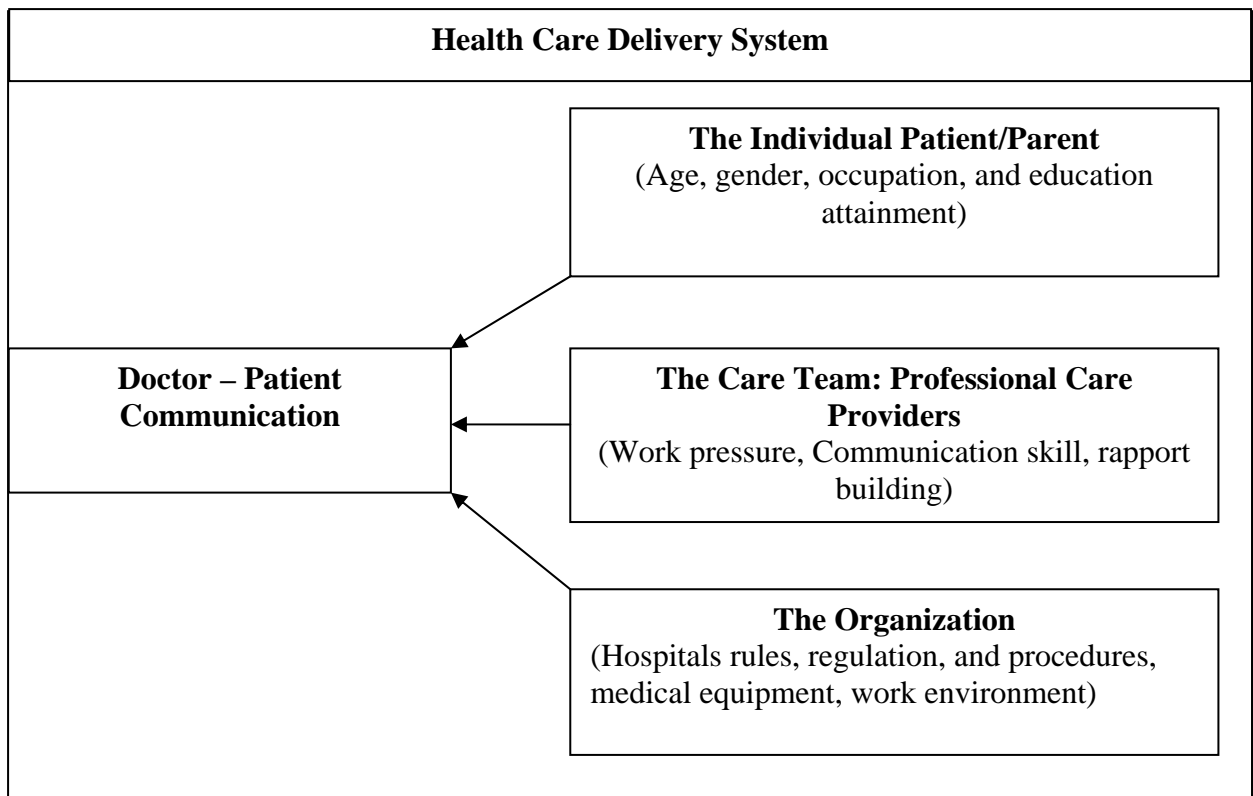 Health Care Delivery System
The Individual Patient/Parent
(Age, gender, occupation, and education
attainment)
Doctor – Patient
Communication
The Care Team: Professional Care
Providers
(Work pressure, Communication skill, rapport
building)
The Organization
(Hospitals rules, regulation, and procedures,
medical equipment, work environment)